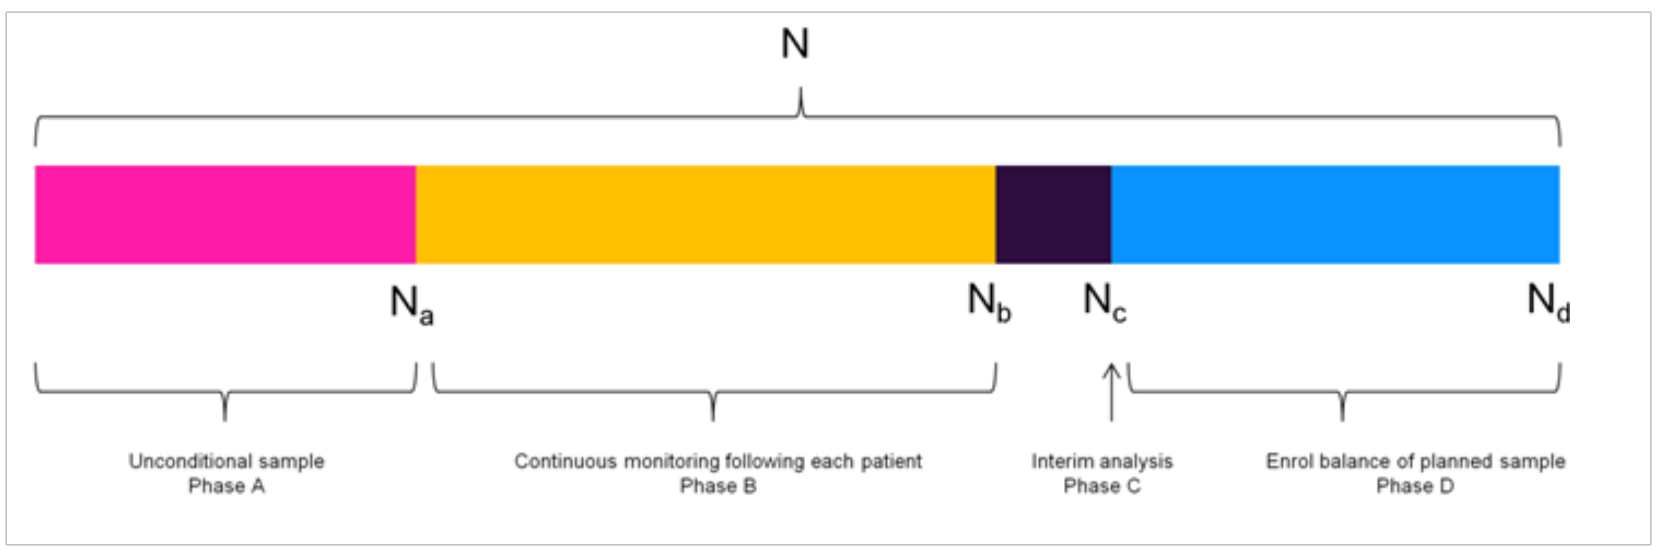 N
Na
Nb
Nc
Nd
Unconditional sample
Phase A
Continuous monitoring following each patient
Phase B
Interim analysis
Phase C
Enrol balance of planned sample
Phase D